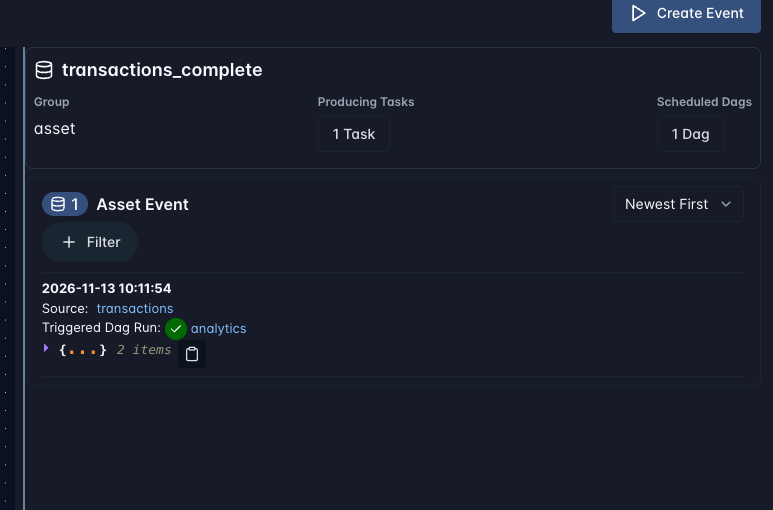 Create Event
transactions_complete
Group Producing Tasks Scheduled Dags
asset 1 Task 1 Dag
1 Asset Event Newest First
+ Filter
2026-11-13 10:11:54
Source: transactions
Triggered Dag Run: analytics
{...} 2 items